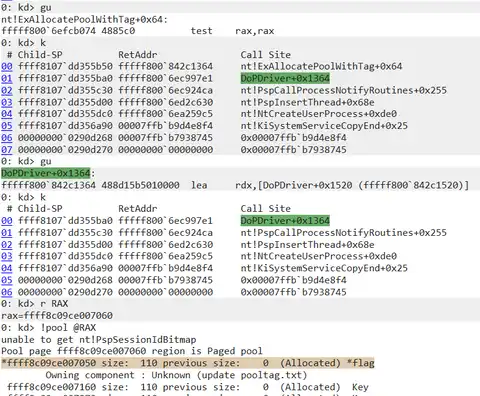 0: kd> gu
nt!ExAllocatePoolWithTag+0x64:
fffff800`6efcb074 4885c0 test rax,rax
0: kd> k
# Child-SP RetAddr Call Site
00 ffff8107`dd355b50 fffff800`842c1364 nt!ExAllocatePoolWithTag+0x64
01 ffff8107`dd355ba0 fffff800`6ec997e1 DoPDriver+0x1364
02 ffff8107`dd355c30 fffff800`6ec924ca nt!PspCallProcessNotifyRoutines+0x255
03 ffff8107`dd355d00 fffff800`6ed2c630 nt!PspInsertThread+0x68e
04 ffff8107`dd355dc0 fffff800`6ea259c5 nt!NtCreateUserProcess+0xde0
05 ffff8107`dd356a90 00007ffb`b9d4e8f4 nt!KiSystemServiceCopyEnd+0x25
06 00000000`0290d268 00007ffb`b7938745 0x00007ffb`b9d4e8f4
07 00000000`0290d270 00000000`00000000 0x00007ffb`b7938745
0: kd> gu
DoPDriver+0x1364:
fffff800`842c1364 488d15b5010000 lea rdx,[DoPDriver+0x1520 (fffff800`842c1520)]
0: kd> k
# Child-SP RetAddr Call Site
00 ffff8107`dd355ba0 fffff800`6ec997e1 DoPDriver+0x1364
01 ffff8107`dd355c30 fffff800`6ec924ca nt!PspCallProcessNotifyRoutines+0x255
02 ffff8107`dd355d00 fffff800`6ed2c630 nt!PspInsertThread+0x68e
03 ffff8107`dd355dc0 fffff800`6ea259c5 nt!NtCreateUserProcess+0xde0
04 ffff8107`dd356a90 00007ffb`b9d4e8f4 nt!KiSystemServiceCopyEnd+0x25
05 00000000`0290d268 00007ffb`b7938745 0x00007ffb`b9d4e8f4
06 00000000`0290d270 00000000`00000000 0x00007ffb`b7938745
0: kd> r RAX
rax=ffff8c09ce007060
0: kd> !pool @RAX
unable to get nt!PspSessionIdBitmap
Pool page ffff8c09ce007060 region is Paged pool
*ffff8c09ce007050 size: 110 previous size: 0 (Allocated) *flag
Owning component : Unknown (update pooltag.txt)
ffff8c09ce007160 size: 110 previous size: 0 (Allocated) Key